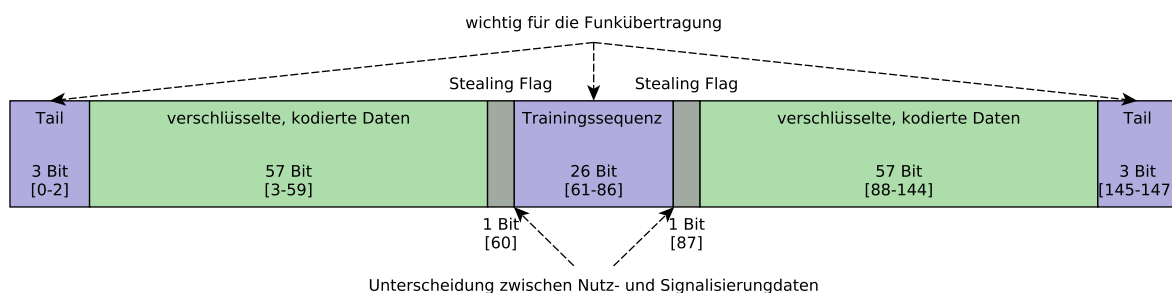 wichtig für die Funkübertragung
Stealing Flag
Stealing Flag
Tail
verschlüsselte, kodierte Daten
Trainingssequenz
verschlüsselte, kodierte Daten
Tail
3 Bit
[0-2]
57 Bit
[3-59]
26 Bit
[61-86]
57 Bit
[88-144]
3 Bit
[145-147
1 Bit
[60]
1 Bit
[87]
Unterscheidung zwischen Nutz- und Signalisierungdaten